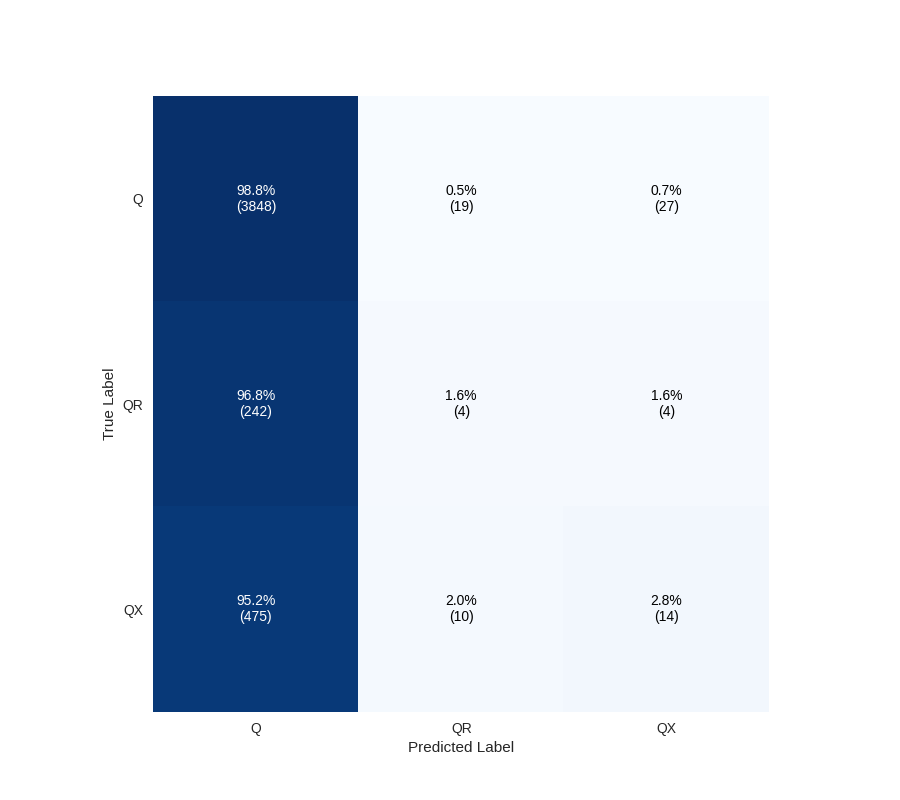 98.8%
(3848)
0.5%
(19)
0.7%
(27)
Q
96.8%
(242)
1.6%
(4)
1.6%
(4)
QR
True Label
95.2%
(475)
2.0%
(10)
2.8%
(14)
QX
Q
QR
QX
Predicted Label